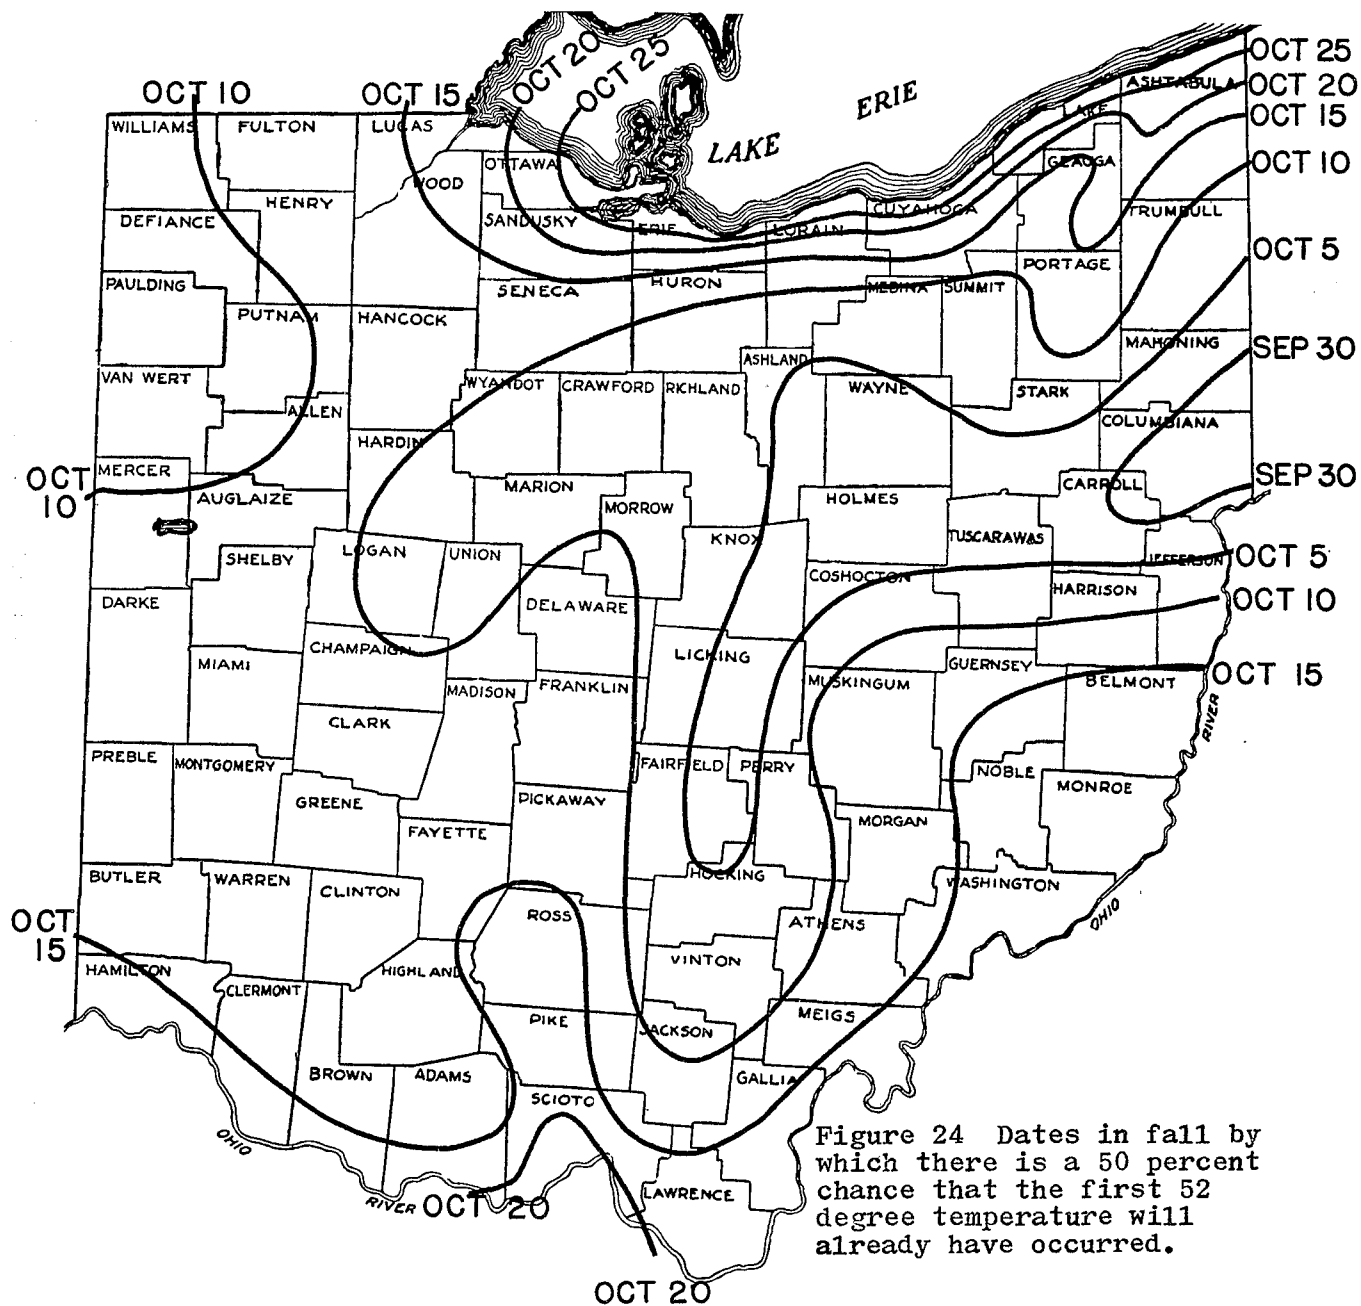 OCT 20
OCT 25
OCT 25
OCT 10
OCT 15
ERIE
OCT 20
ASHTABULA
LAKE
OCT 15
WILLIAMS
FULTON
LUCAS
LAKE
OTTAWA
GEAUGA
OCT 10
WOOD
HENRY
CUYAHOGA
TRUMBULL
DEFIANCE
SANDUSKY
ERIE
LORAIN
OCT 5
PORTAGE
PAULDING
SENECA
HURON
MEDINA
SUMMIT
PUTNAM
HANCOCK
MAHONING
SEP 30
ASHLAND
VAN WERT
WYANDOT
CRAWFORD
RICHLAND
WAYNE
STARK
ALLEN
COLUMBIANA
HARDIN
MERCER
OCT
10
AUGLAIZE
MARION
CARROLL
SEP 30
HOLMES
MORROW
KNOX
TUSCARAWAS
LOGAN
UNION
SHELBY
JEFFERSON
OCT 5
COSHOCTON
HARRISON
DARKE
DELAWARE
OCT 10
CHAMPAIGN
LICKING
MIAMI
GUERNSEY
OCT 15
MADISON
FRANKLIN
MUSKINGUM
BELMONT
CLARK
RIVER
PREBLE
MONTGOMERY
FAIRFIELD
PERRY
NOBLE
MONROE
GREENE
PICKAWAY
FAYETTE
MORGAN
BUTLER
WARREN
CLINTON
HOCKING
WASHINGTON
OCT
15
ROSS
ATHENS
OHIO
HAMILTON
HIGHLAND
VINTON
CLERMONT
PIKE
JACKSON
MEIGS
BROWN
ADAMS
GALLIA
SCIOTO
OHIO
RIVER
OCT 20
LAWRENCE
OCT 20
Figure 24 Dates in fall by
which there is a 50 percent
chance that the first 52
degree temperature will
already have occurred.